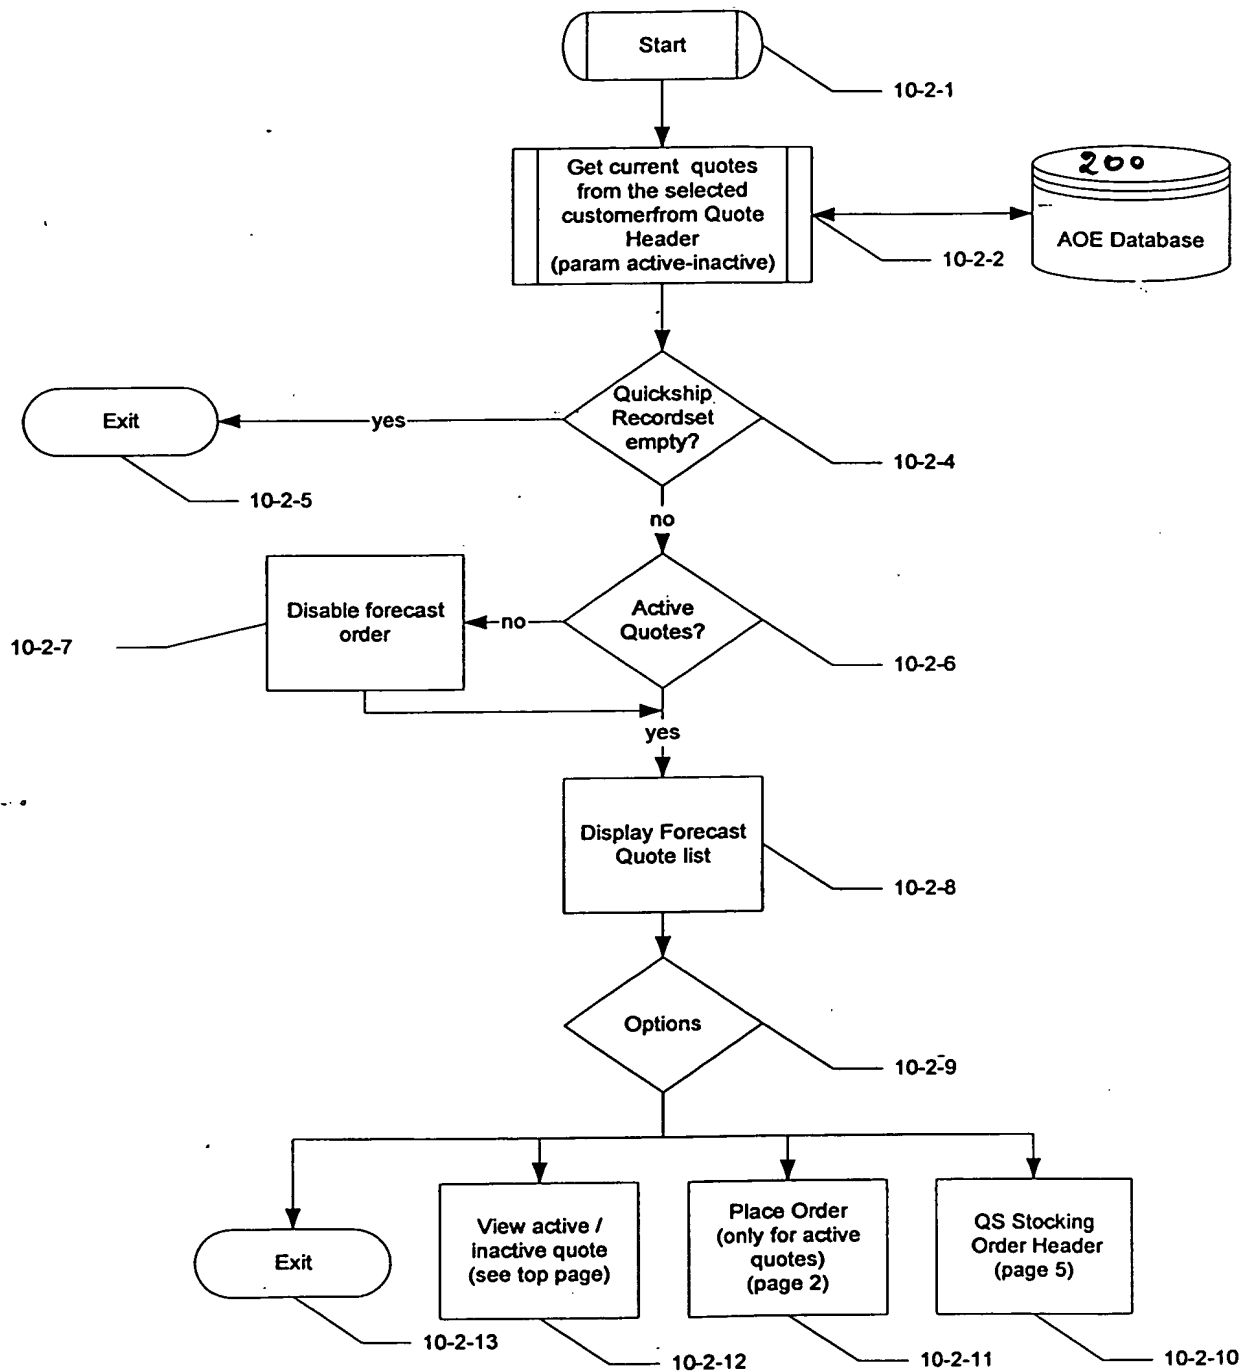 Start
10-2-1
Get current quotes
from the selected
customerfrom Quote
Header
(param active-inactive)
200
AOE Database
10-2-2
Quickship
Recordset
empty?
yes
Exit
10-2-4
10-2-5
no
Active
Quotes?
no
Disable forecast
order
10-2-7
10-2-6
yes
Display Forecast
Quote list
10-2-8
Options
10-2-9
Exit
View active /
inactive quote
(see top page)
Place Order
(only for active
quotes)
(page 2)
QS Stocking
Order Header
(page 5)
10-2-13
10-2-12
10-2-11
10-2-10